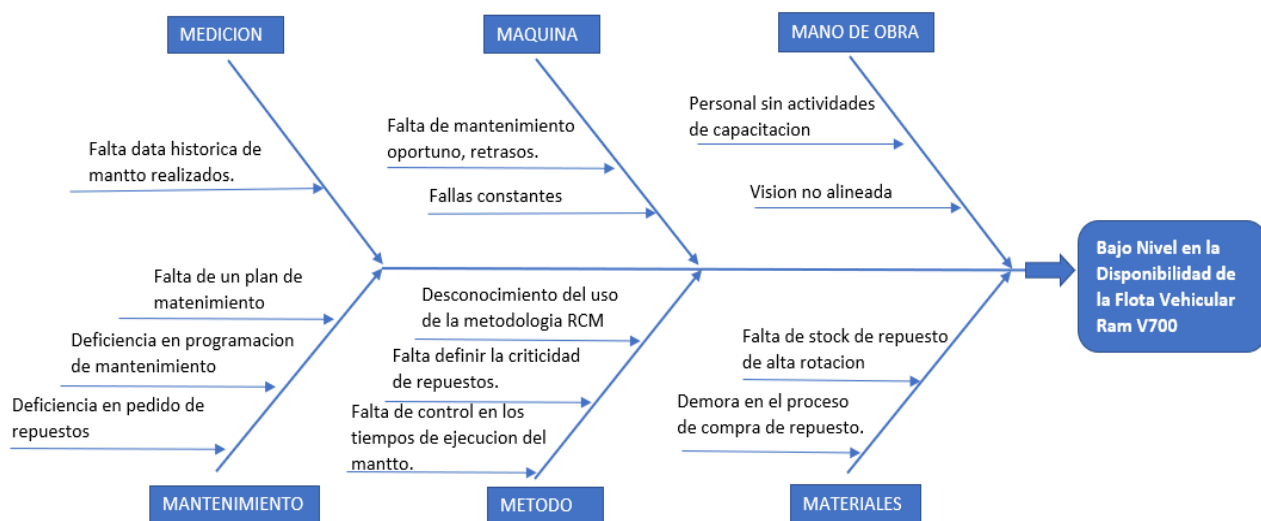 MEDICION
MAQUINA
MANO DE OBRA
Falta data historica de
mantto realizados.
Falta de mantenimiento
oportuno, retrasos.
Fallas constantes
Personal sin actividades
de capacitacion
Vision no alineada
Bajo Nivel en la
Disponibilidad de
la Flota Vehicular
Ram V700
Falta de un plan de
matenimiento
Deficiencia en programacion
de mantenimiento
Deficiencia en pedido de
repuestos
Desconocimiento del uso
de la metodologia RCM
Falta definir la criticidad
de repuestos.
Falta de control en los
tiempos de ejecucion del
mantto.
Falta de stock de repuesto
de alta rotacion
Demora en el proceso
de compra de repuesto.
MANTENIMIENTO
METODO
MATERIALES